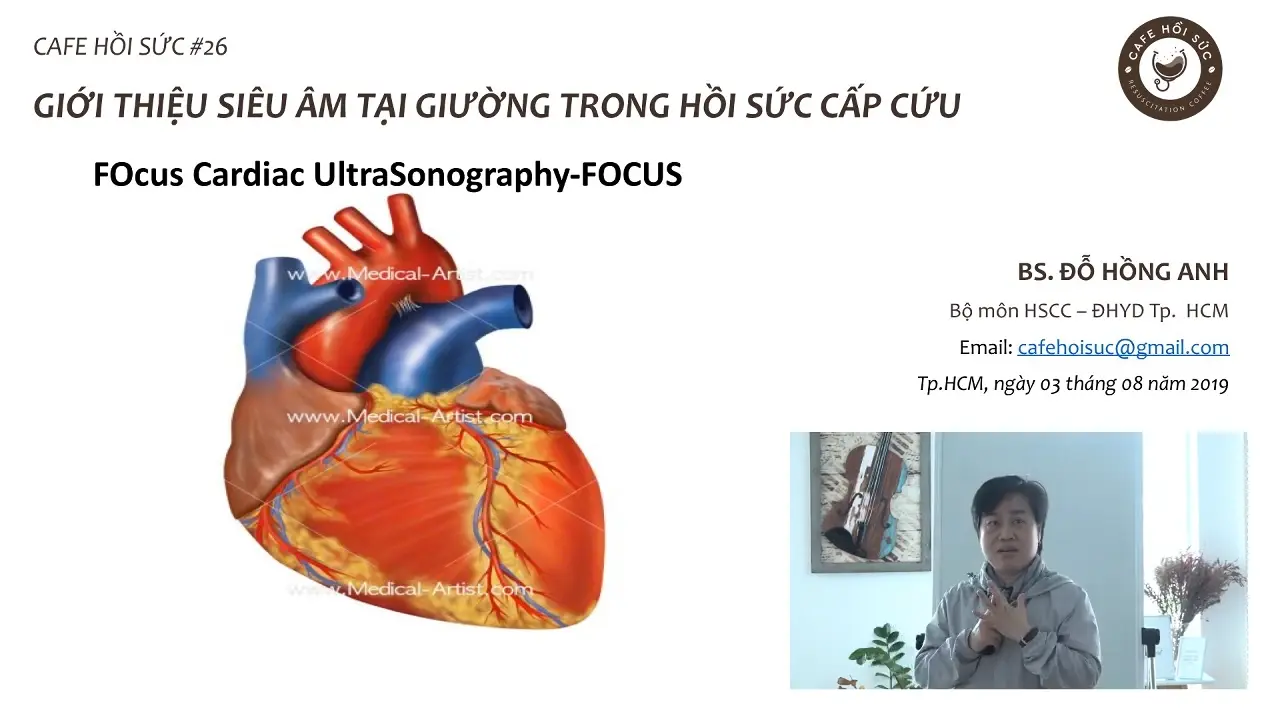 CAFE HỒI SỨC #26
CAFE HỒI SỨC
RESUSCITATION COFFEE
GIỚI THIỆU SIÊU ÂM TẠI GIƯỜNG TRONG HỒI SỨC CẤP CỨU
FOcus Cardiac UltraSonography-FOCUS
www.Medical-Artist.com
www.Medical-Artist.com
www.Medical-Artist.com
BS. ĐỖ HỒNG ANH
Bộ môn HSCC – ĐHYD Tp. HCM
Email: cafehoisuc@gmail.com
Tp.HCM, ngày 03 tháng 08 năm 2019